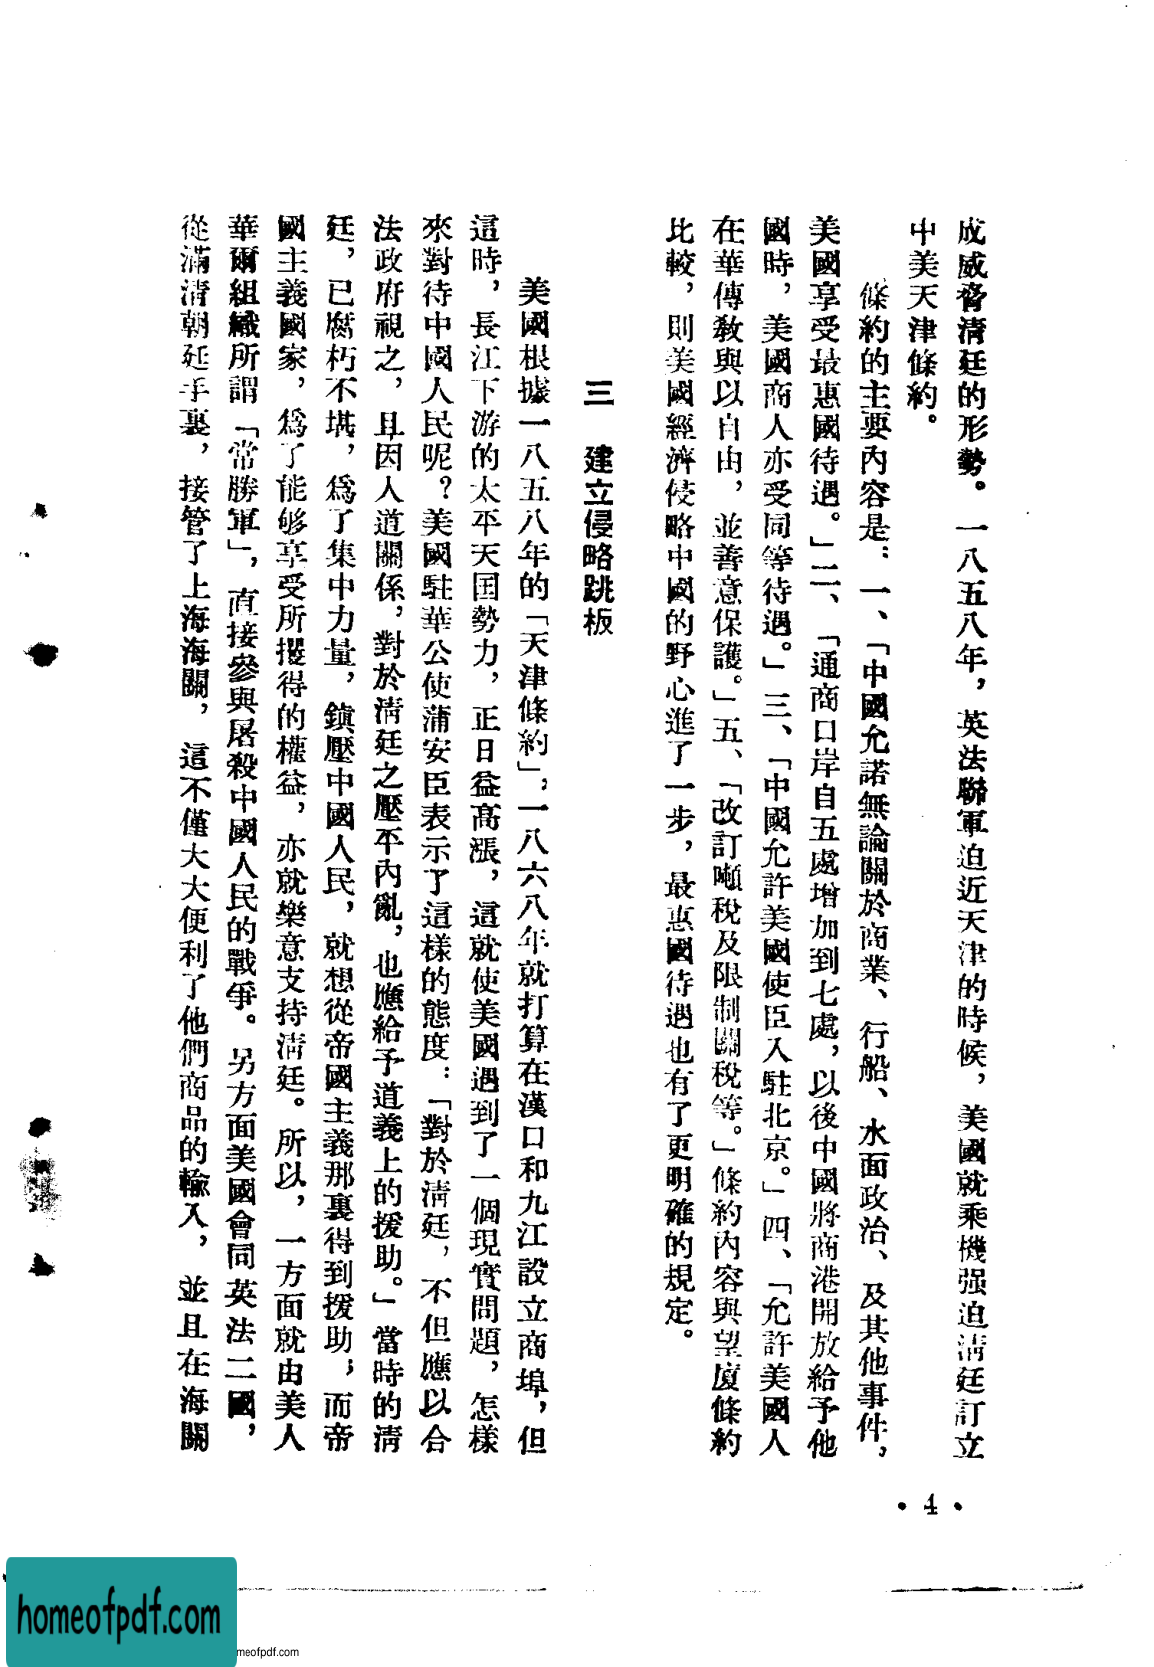 成威脅淸廷的形勢。一八五八年，英法聯軍迫近天津的時候，美國就乘機强迫淸廷訂立
中美天津條約。
條約的主要內容是：一、「中國允諾無論關於商業、行船、水面政治、及其他事件，
美國享受最惠國待遇。」二、「通商口岸自五處增加到七處，以後中國將商港開放給予他
國時，美國商人亦受同等待遇。」三、「中國允許美國使臣入駐北京。」四、「允許美國人
在華傳敎與以自由，並善意保護。」五、「改訂噸稅及限制關稅等。」條約內容與望廈條約
比較，則美國經濟侵略中國的野心進了一步，最惠國待遇也有了更明確的規定。
三　建立侵略跳板
美國根據一八五八年的「天津條約」，一八六八年就打算在漢口和九江設立商埠，但
這時，長江下游的太平天国勢力，正日益高漲，這就使美國遇到了一個現實問題，怎樣
來對待中國人民呢？美國駐華公使蒲安臣表示了這樣的態度：「對於淸廷，不但應以合
法政府視之，且因人道關係，對於淸廷之壓平內亂，也應給予道義上的援助。」當時的淸
廷，已腐朽不堪，爲了集中力量，鎭壓中國人民，就想從帝國主義那裏得到援助；而帝
國主義國家，爲了能够享受所攫得的權益，亦就樂意支持淸廷。所以，一方面就由美人
華爾組織所謂「常勝軍」，直接參與屠殺中國人民的戰爭。另方面美國會同英法二國，
從滿淸朝廷手裏，接管了上海海關，這不僅大大便利了他們商品的輸入，並且在海關
• 4 •
homeofpdf.com
meofpdf.com